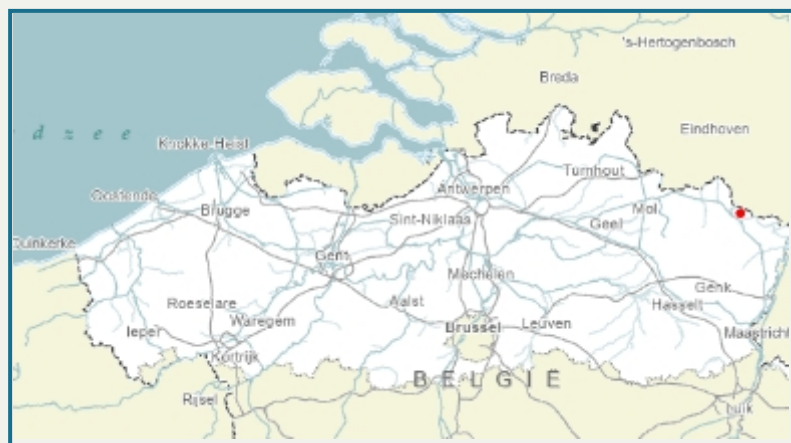 's-Hertogenbosch
Breda
d z e e
Eindhoven
Knokke-Heist
Turnhout
Antwerpen
Oostende
Mol
Brugge
Sint-Niklaas
Geel
Duinkerke
Gent
Mechelen
Genk
Roeselare
Aalst
Hasselt
Ieper
Waregem
Brussel
Leuven
Maastricht
Kortrijk
BELGIË
Rijsel
Luik